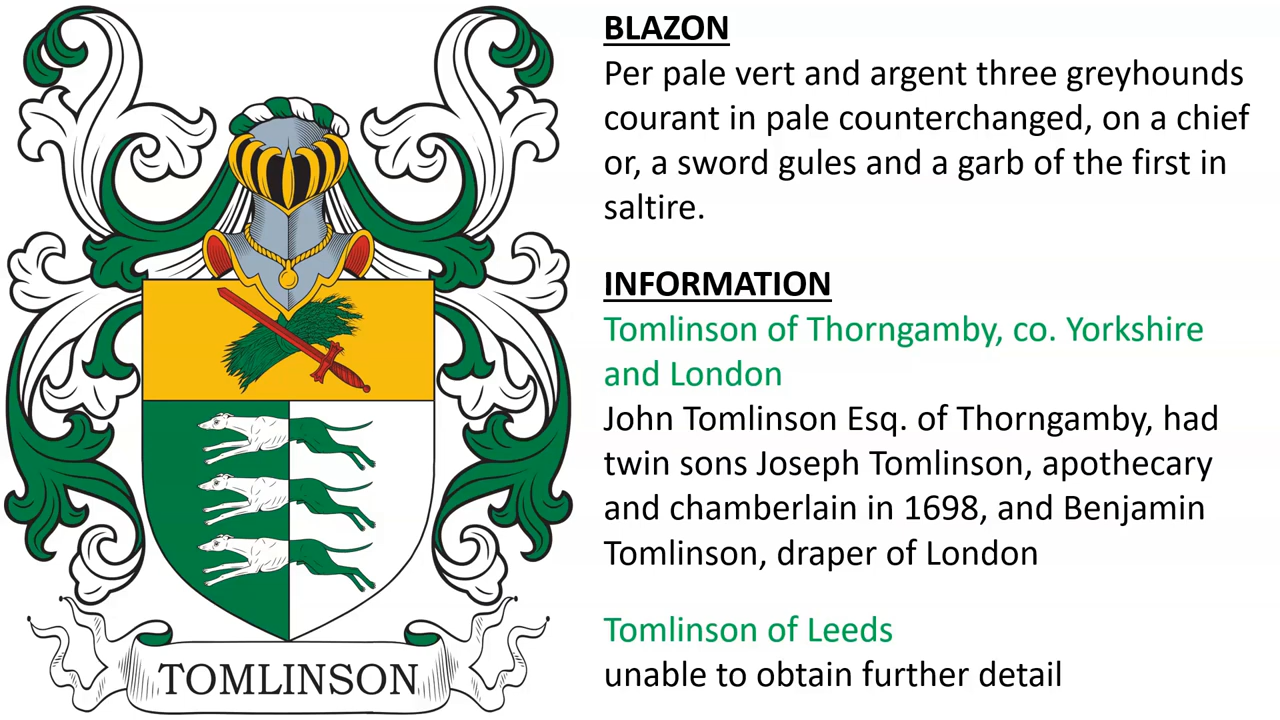 BLAZON
Per pale vert and argent three greyhounds
courant in pale counterchanged, on a chief
or, a sword gules and a garb of the first in
saltire.
INFORMATION
Tomlinson of Thorngamby, co. Yorkshire
and London
John Tomlinson Esq. of Thorngamby, had
twin sons Joseph Tomlinson, apothecary
and chamberlain in 1698, and Benjamin
Tomlinson, draper of London
Tomlinson of Leeds
unable to obtain further detail
TOMLINSON